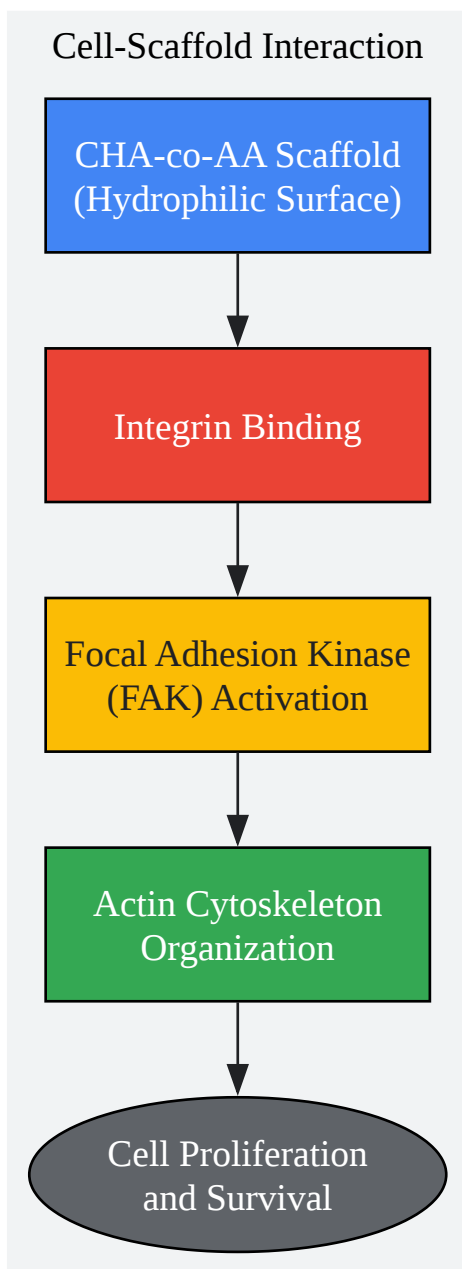 Cell-Scaffold Interaction
CHA-co-AA Scaffold
(Hydrophilic Surface)
Integrin Binding
Focal Adhesion Kinase
(FAK) Activation
Actin Cytoskeleton
Organization
Cell Proliferation
and Survival